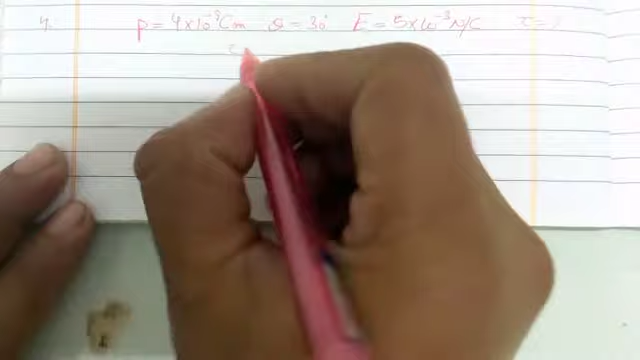 4. p = 4×10⁻⁹ Cm θ = 30° E = 5×10⁻³ N/C τ = ?